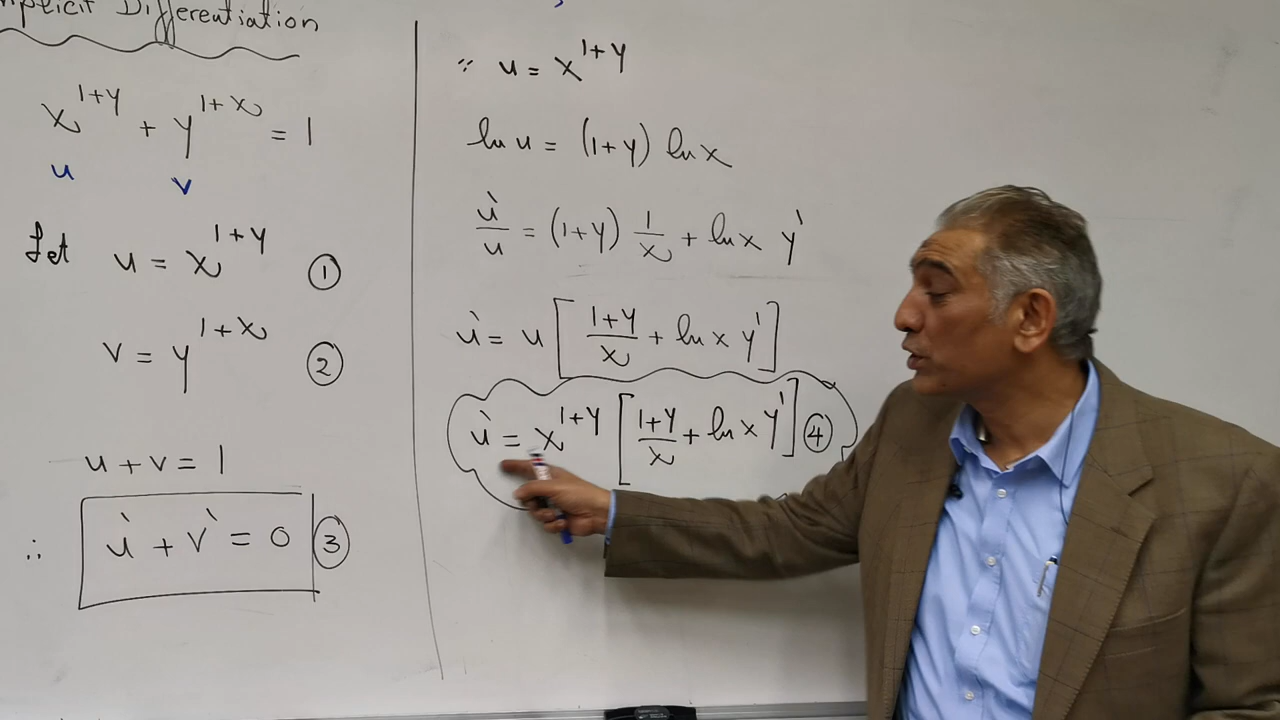 Implicit Differentiation
x^{1+y} + y^{1+x} = 1
u v
Let u = x^{1+y} ①
v = y^{1+x} ②
u + v = 1
∴ u̍ + v̍ = 0 ③
∵ u = x^{1+y}
ln u = (1+y) ln x
u̍/u = (1+y) 1/x + ln x y'
u̍ = u [ (1+y)/x + ln x y' ]
u̍ = x^{1+y} [ (1+y)/x + ln x y' ] ④